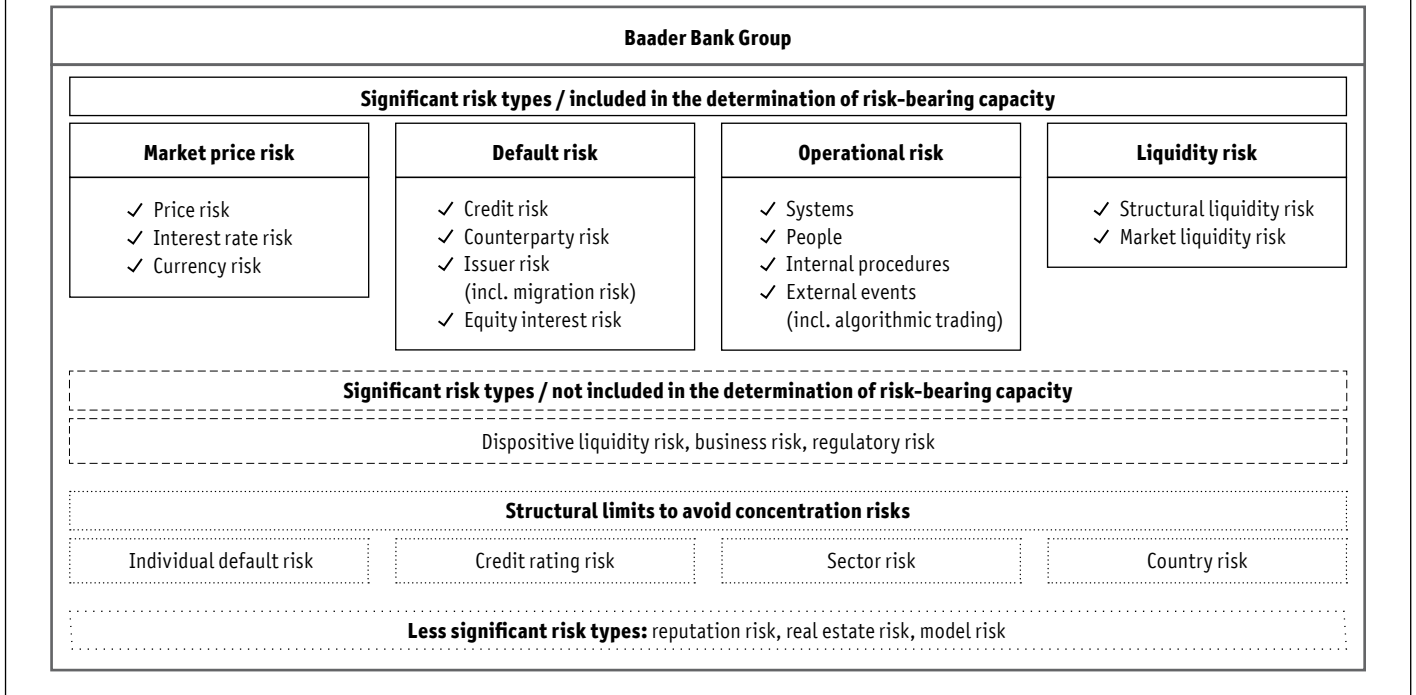 Baader Bank Group
Significant risk types / included in the determination of risk-bearing capacity
Market price risk
✓ Price risk
✓ Interest rate risk
✓ Currency risk
Default risk
✓ Credit risk
✓ Counterparty risk
✓ Issuer risk
(incl. migration risk)
✓ Equity interest risk
Operational risk
✓ Systems
✓ People
✓ Internal procedures
✓ External events
(incl. algorithmic trading)
Liquidity risk
✓ Structural liquidity risk
✓ Market liquidity risk
Significant risk types / not included in the determination of risk-bearing capacity
Dispositive liquidity risk, business risk, regulatory risk
Structural limits to avoid concentration risks
Individual default risk
Credit rating risk
Sector risk
Country risk
Less significant risk types: reputation risk, real estate risk, model risk